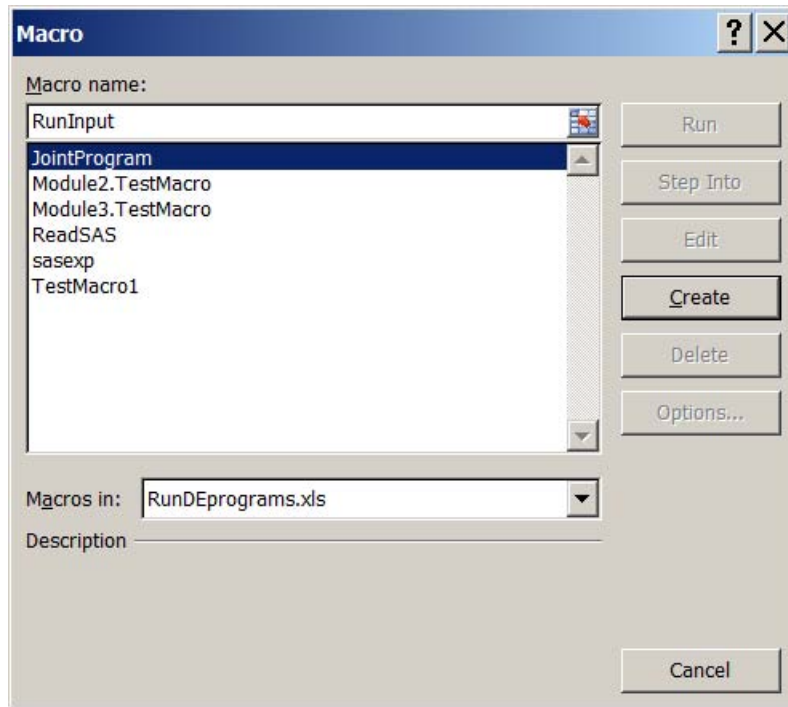 Macro
?
Macro name:
RunInput
Run
JointProgram
Module2.TestMacro
Module3.TestMacro
ReadSAS
sasexp
TestMacro1
Step Into
Edit
Create
Delete
Options...
Macros in: RunDEprograms.xls
Description
Cancel